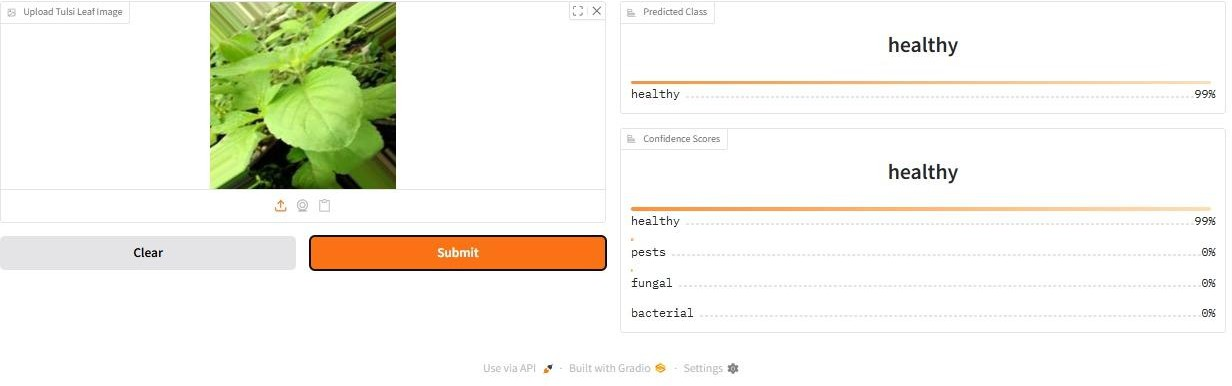 Upload Tulsi Leaf Image
Clear
Submit
Predicted Class
healthy
healthy 99%
Confidence Scores
healthy
healthy 99%
pests 0%
fungal 0%
bacterial 0%
Use via API · Built with Gradio · Settings